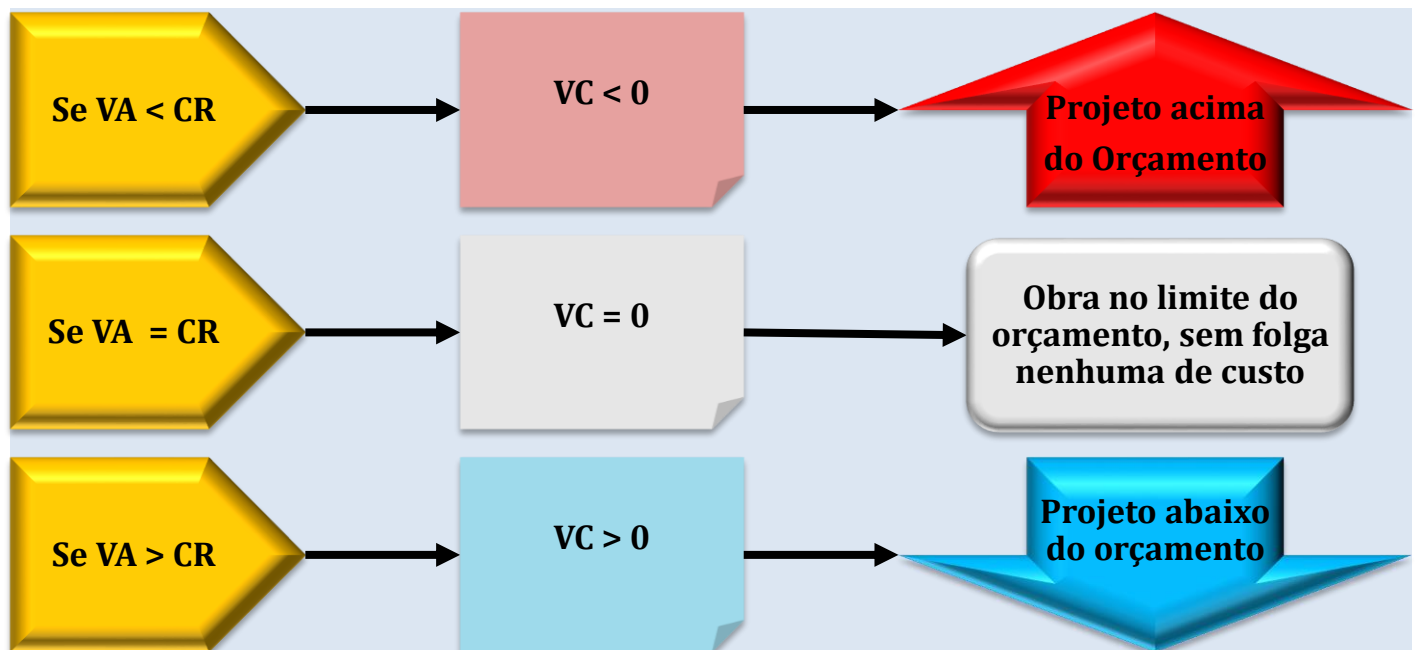 Se VA < CR
VC < 0
Projeto acima
do Orçamento
Se VA = CR
VC = 0
Obra no limite do
orçamento, sem folga
nenhuma de custo
Se VA > CR
VC > 0
Projeto abaixo
do orçamento